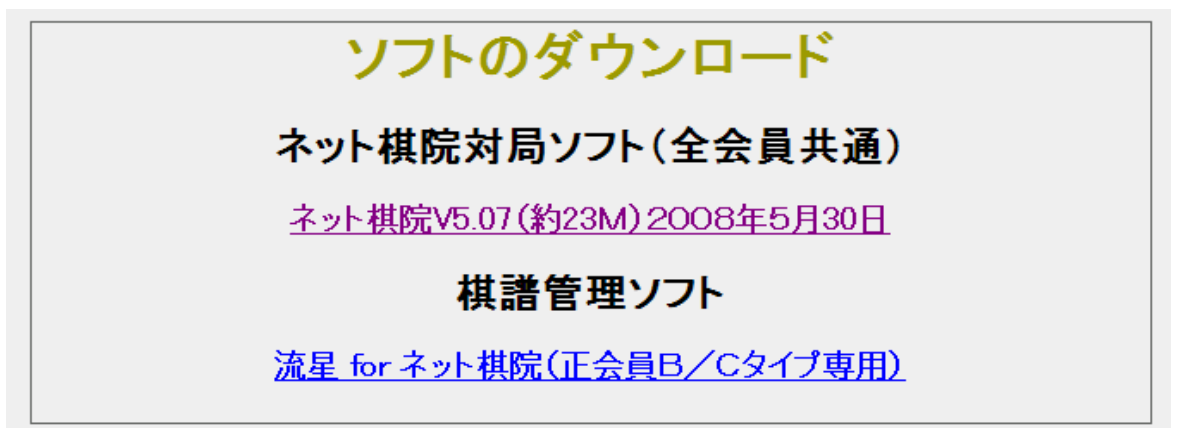 ソフトのダウンロード
ネット棋院対局ソフト(全会員共通)
ネット棋院V5.07(約23M)2008年5月30日
棋譜管理ソフト
流星 for ネット棋院(正会員B/Cタイプ専用)